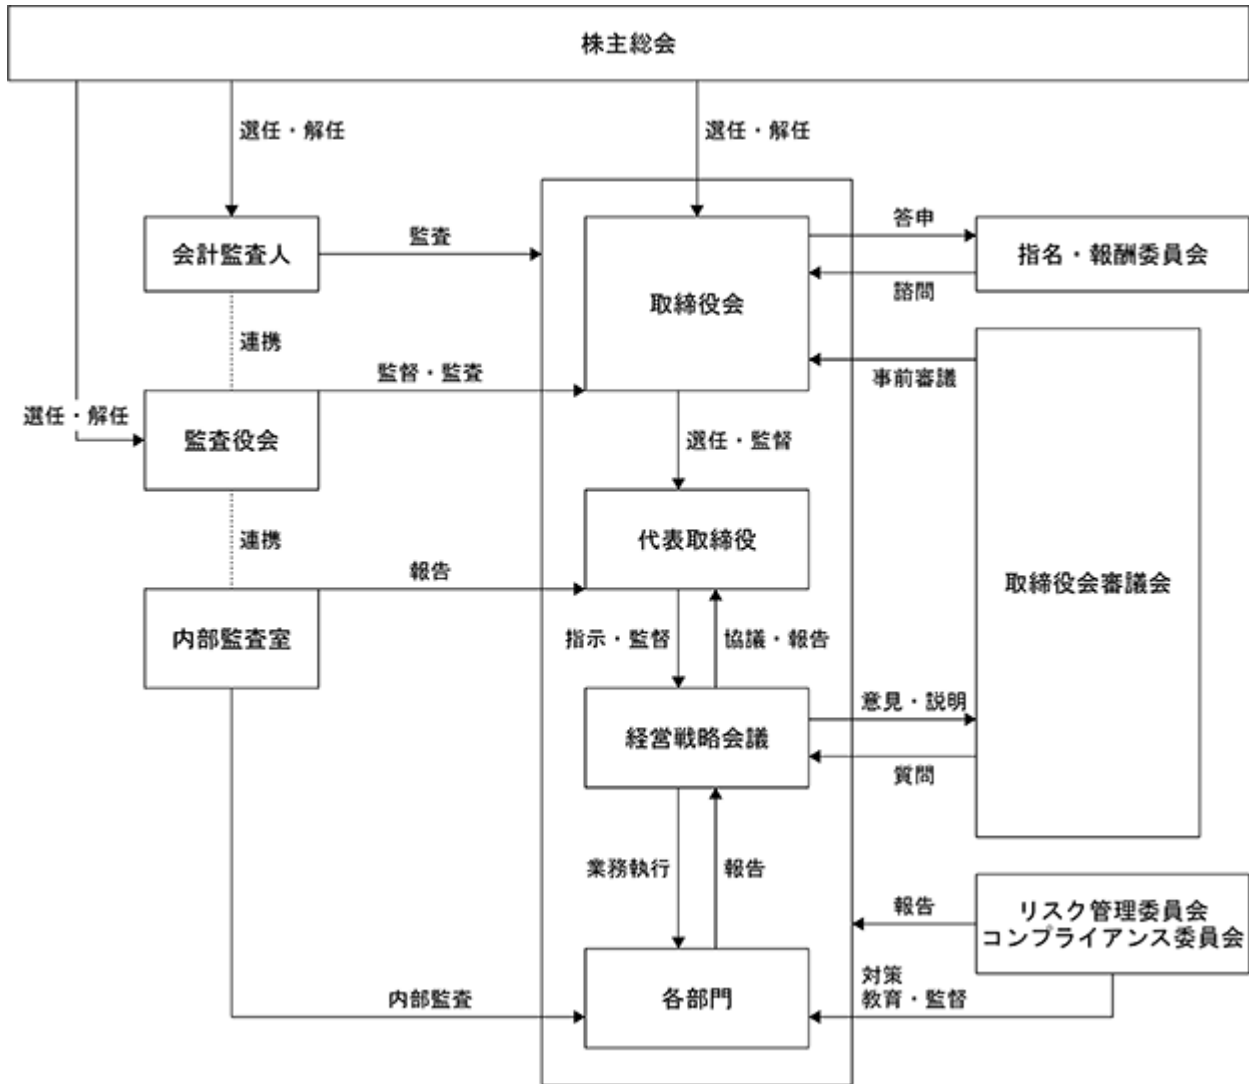 株主総会
選任・解任
選任・解任
会計監査人
監査
取締役会
答申
諮問
指名・報酬委員会
連携
監督・監査
事前審議
選任・解任
監査役会
選任・監督
連携
代表取締役
報告
取締役会審議会
内部監査室
指示・監督
協議・報告
経営戦略会議
意見・説明
質問
業務執行
報告
報告
リスク管理委員会
コンプライアンス委員会
内部監査
各部門
対策
教育・監督